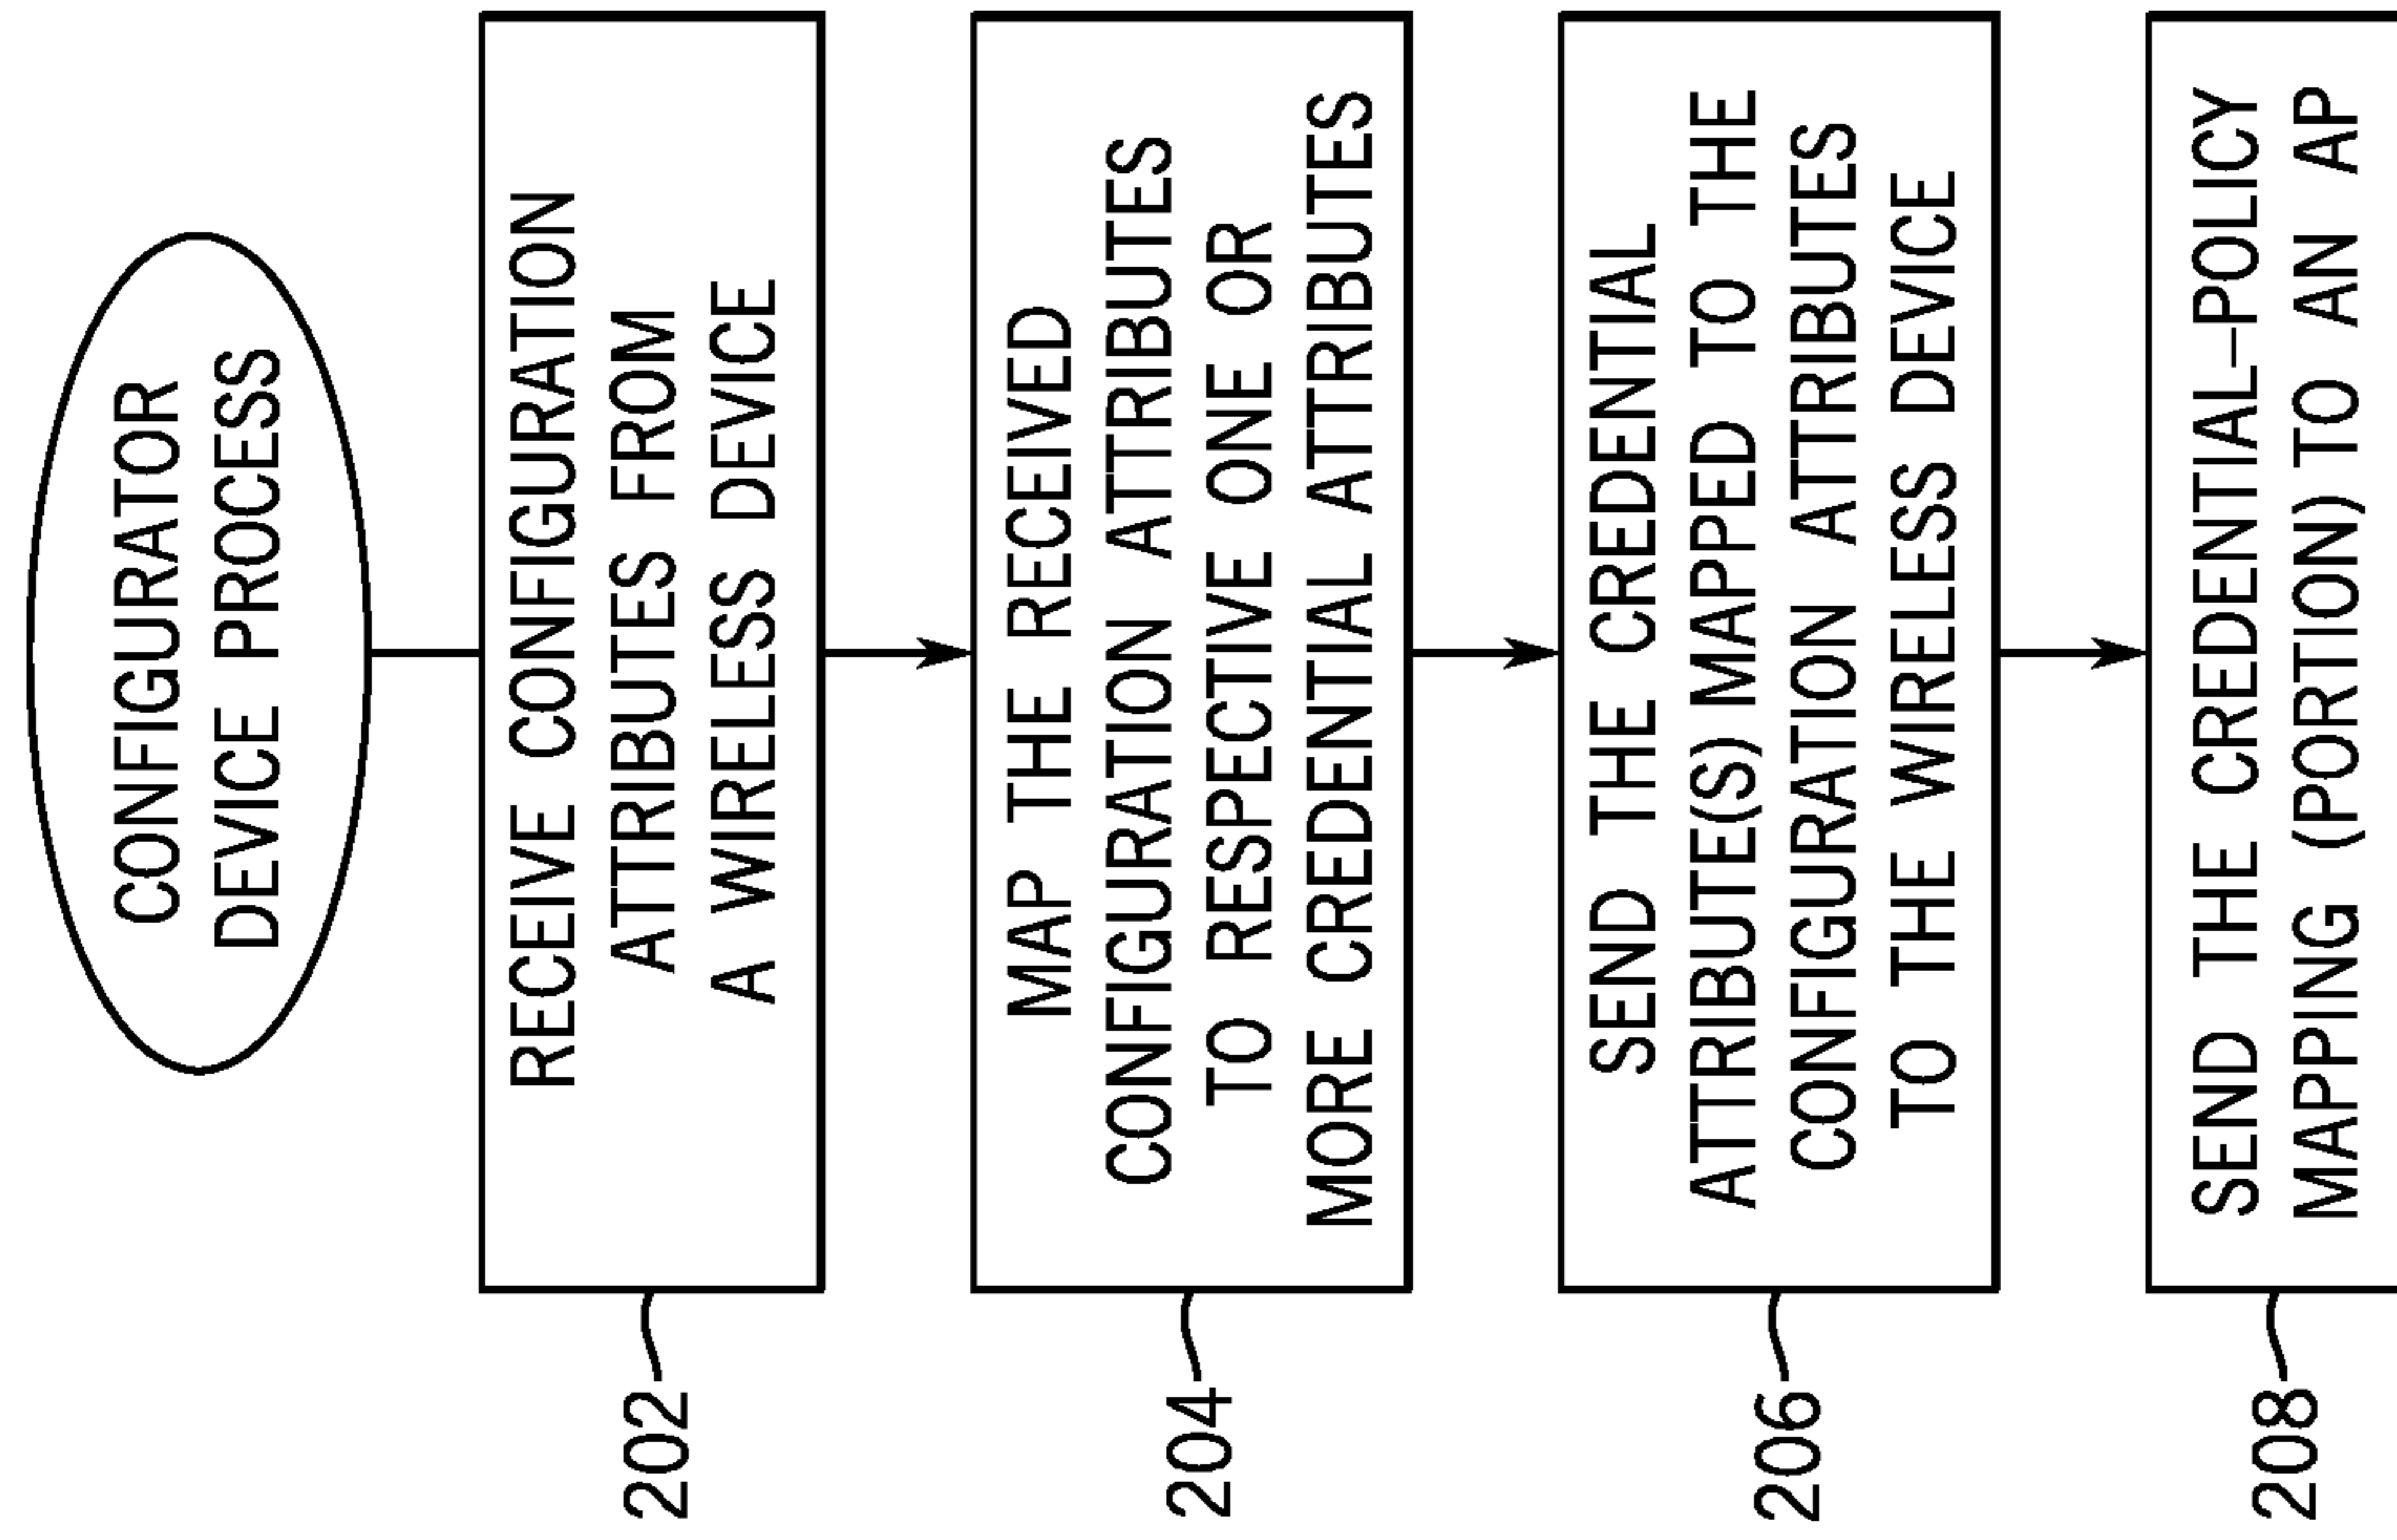 CONFIGURATOR
DEVICE PROCESS
202
RECEIVE CONFIGURATION
ATTRIBUTES FROM
A WIRELESS DEVICE
204
MAP THE RECEIVED
CONFIGURATION ATTRIBUTES
TO RESPECTIVE ONE OR
MORE CREDENTIAL ATTRIBUTES
206
SEND THE CREDENTIAL
ATTRIBUTE(S) MAPPED TO THE
CONFIGURATION ATTRIBUTES
TO THE WIRELESS DEVICE
208
SEND THE CREDENTIAL-POLICY
MAPPING (PORTION) TO AN AP